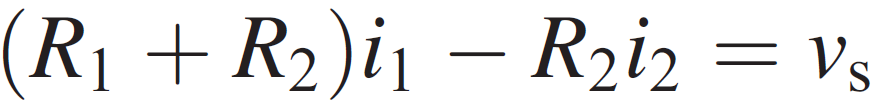 (R₁ + R₂)i₁ − R₂i₂ = vₛ